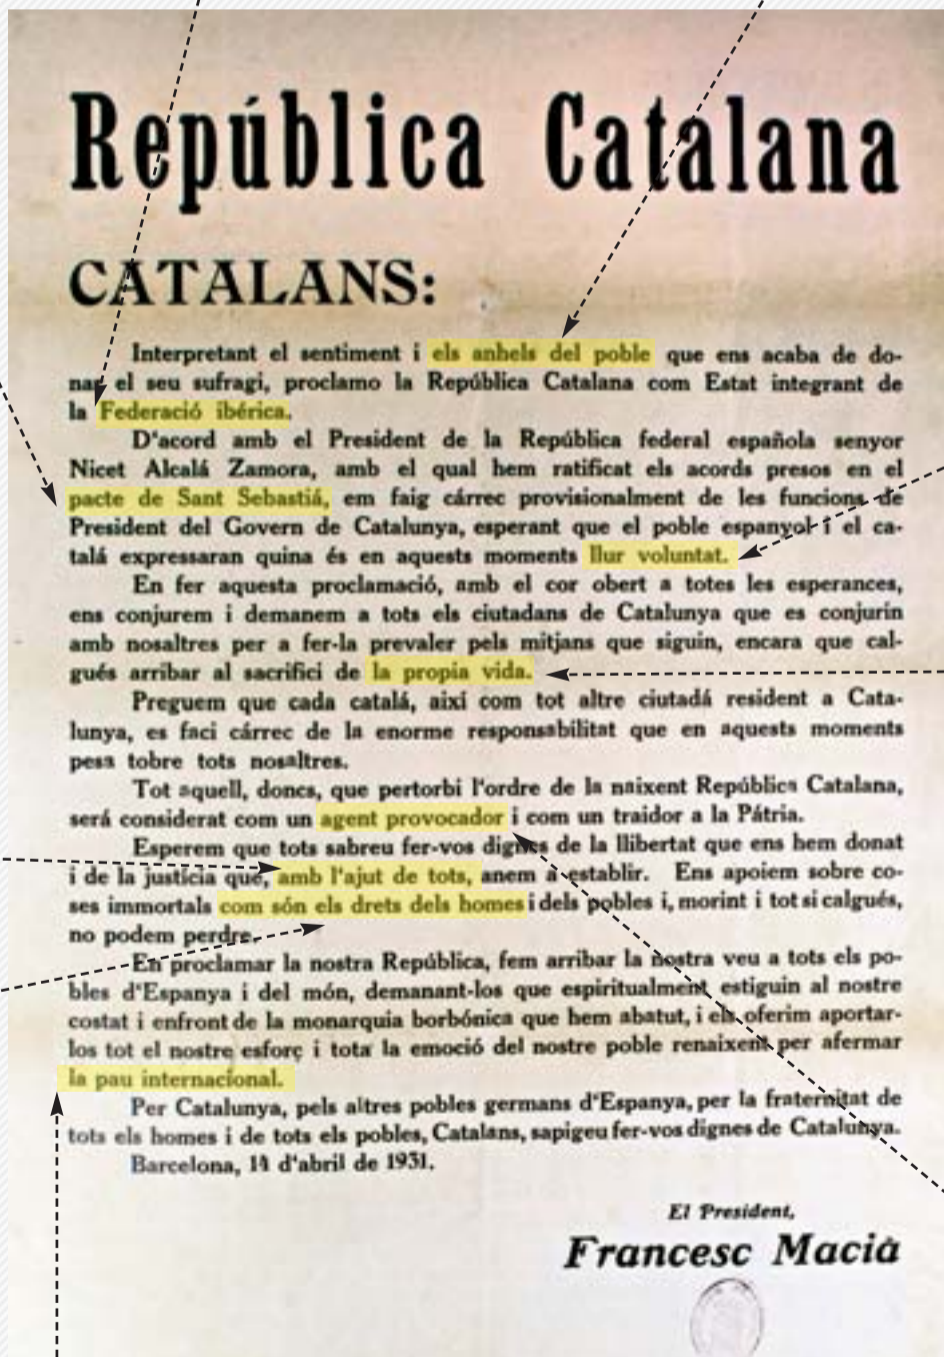 República Catalana
CATALANS:
Interpretant el sentiment i els anhels del poble que ens acaba de do-
nar el seu sufragi, proclamo la República Catalana com Estat integrant de
la Federació ibérica.
D'acord amb el President de la República federal española senyor
Nicet Alcalá Zamora, amb el qual hem ratificat els acords presos en el
pacte de Sant Sebastiá, em faig cárrec provisionalment de les funcions de
President del Govern de Catalunya, esperant que el poble espanyol i el ca-
talá expressaran quina és en aquests moments llur voluntat.
En fer aquesta proclamació, amb el cor obert a totes les esperances,
ens conjurem i demanem a tots els ciutadans de Catalunya que es conjurin
amb nosaltres per a fer-la prevaler pels mitjans que siguin, encara que cal-
gués arribar al sacrifici de la propia vida.
Preguem que cada catalá, així com tot altre ciutadá resident a Cata-
lunya, es faci cárrec de la enorme responsabilitat que en aquests moments
pesa tobre tots nosaltres.
Tot aquell, doncs, que pertorbi l'ordre de la naixent República Catalana,
será considerat com un agent provocador i com un traidor a la Pátria.
Esperem que tots sabreu fer-vos dignes de la llibertat que ens hem donat
i de la justícia que, amb l'ajut de tots, anem a establir. Ens apoiem sobre co-
ses immortals com són els drets dels homes i dels pobles i, morint i tot si calgués,
no podem perdre.
En proclamar la nostra República, fem arribar la nostra veu a tots els po-
bles d'Espanya i del món, demanant-los que espiritualment estiguin al nostre
costat i enfront de la monarquia borbónica que hem abatut, i els oferim aportar-
los tot el nostre esforç i tota la emoció del nostre poble renaixent per afermar
la pau internacional.
Per Catalunya, pels altres pobles germans d'Espanya, per la fraternitat de
tots els homes i de tots els pobles, Catalans, sapigeu fer-vos dignes de Catalunya.
Barcelona, 14 d'abril de 1931.
El President,
Francesc Macià